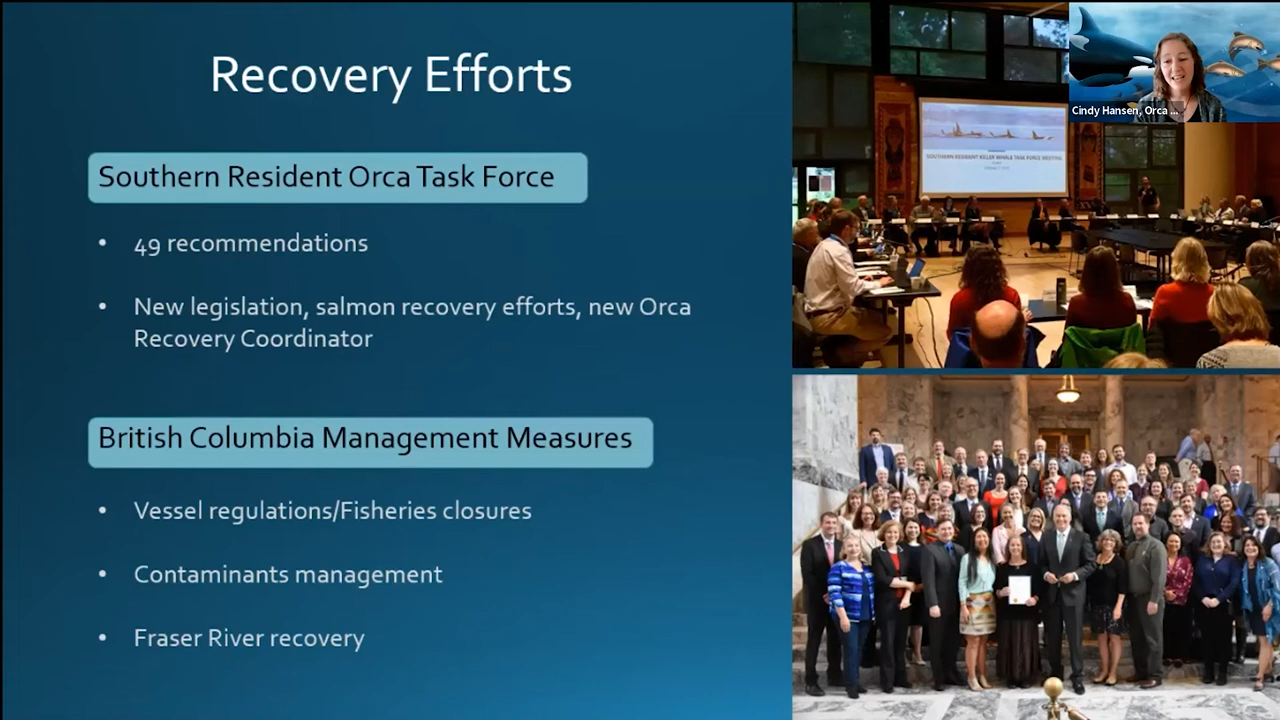 Recovery Efforts
Southern Resident Orca Task Force
• 49 recommendations
• New legislation, salmon recovery efforts, new Orca
Recovery Coordinator
British Columbia Management Measures
• Vessel regulations/Fisheries closures
• Contaminants management
• Fraser River recovery
Cindy Hansen, Orca ...
SOUTHERN RESIDENT KILLER WHALE TASK FORCE MEETING